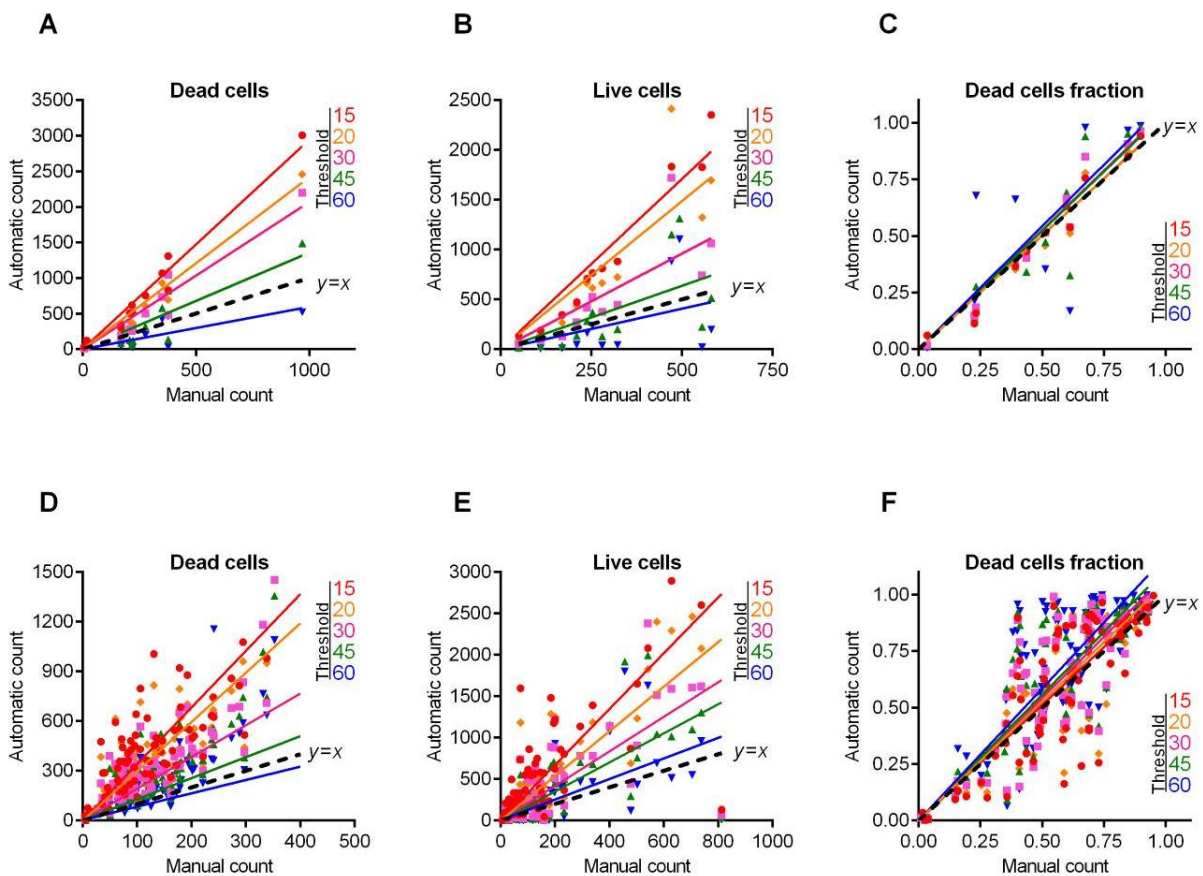 A
Dead cells
3500
3000
2500
2000
1500
1000
500
0
0
500
1000
Automatic count
Manual count
Threshold
15
20
30
45
60
y=x
B
Live cells
2500
2000
1500
1000
500
0
0
250
500
750
Automatic count
Manual count
Threshold
15
20
30
45
60
y=x
C
Dead cells fraction
1.00
0.75
0.50
0.25
0.00
0.00
0.25
0.50
0.75
1.00
Automatic count
Manual count
Threshold
15
20
30
45
60
y=x
D
Dead cells
1500
1200
900
600
300
0
0
100
200
300
400
500
Automatic count
Manual count
Threshold
15
20
30
45
60
y=x
E
Live cells
3000
2500
2000
1500
1000
500
0
0
200
400
600
800
1000
Automatic count
Manual count
Threshold
15
20
30
45
60
y=x
F
Dead cells fraction
1.00
0.75
0.50
0.25
0.00
0.00
0.25
0.50
0.75
1.00
Automatic count
Manual count
Threshold
15
20
30
45
60
y=x